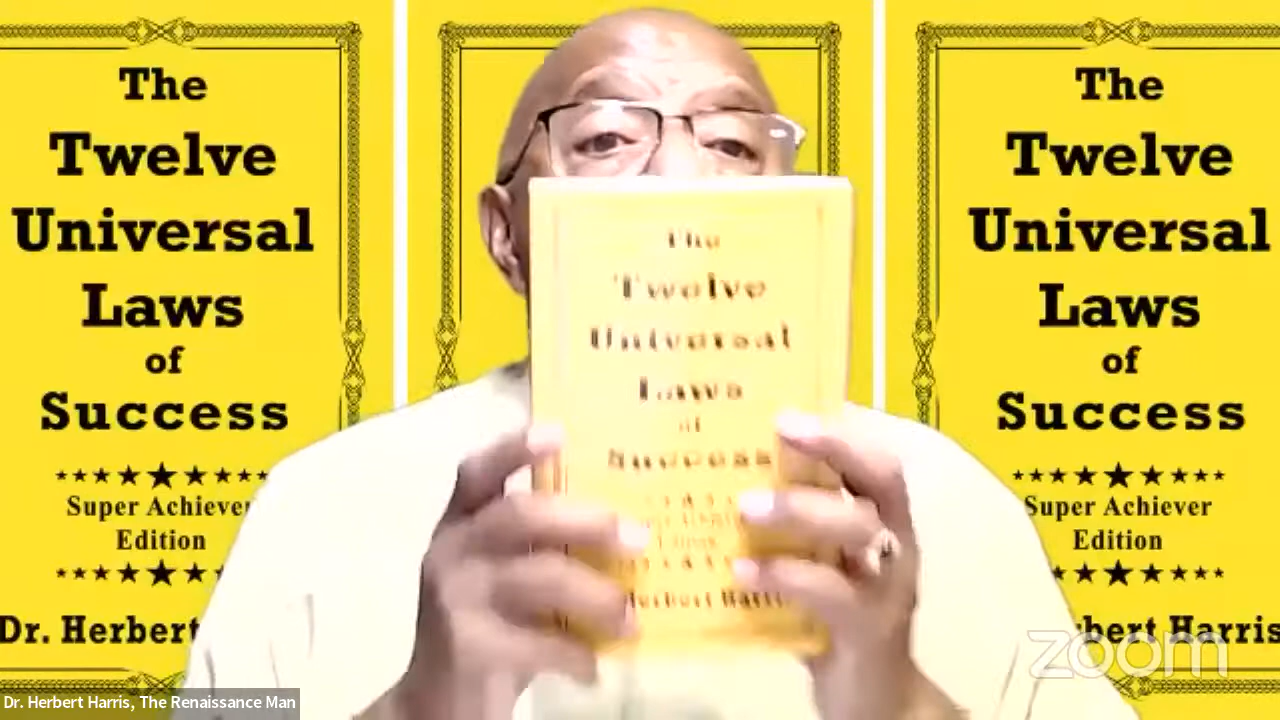 The
Twelve
Universal
Laws
of
Success
Super Achiever
Edition
Dr. Herbert
The
Twelve
Universal
Laws
of
Success
Herbert Harris
The
Twelve
Universal
Laws
of
Success
Super Achiever
Edition
bert Harris
zoom
Dr. Herbert Harris, The Renaissance Man